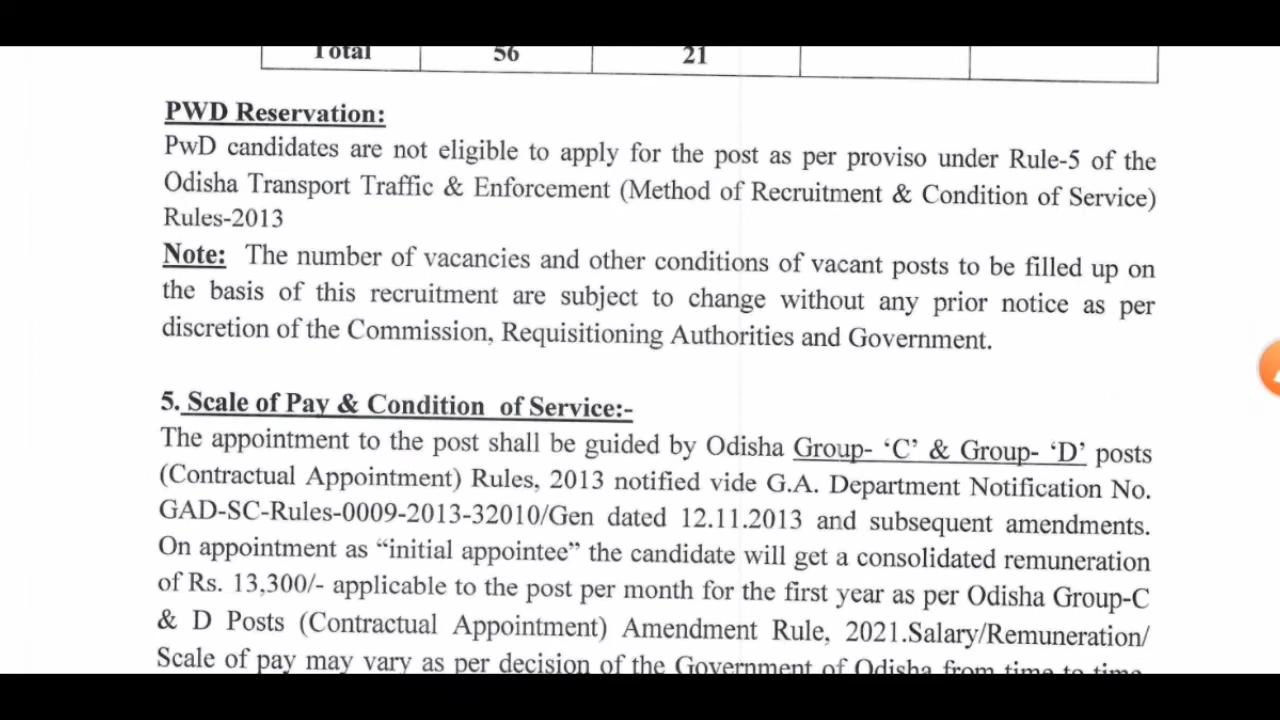 Total 56 21
PWD Reservation:
PwD candidates are not eligible to apply for the post as per proviso under Rule-5 of the
Odisha Transport Traffic & Enforcement (Method of Recruitment & Condition of Service)
Rules-2013
Note: The number of vacancies and other conditions of vacant posts to be filled up on
the basis of this recruitment are subject to change without any prior notice as per
discretion of the Commission, Requisitioning Authorities and Government.
5. Scale of Pay & Condition of Service:-
The appointment to the post shall be guided by Odisha Group- ‘C’ & Group- ‘D’ posts
(Contractual Appointment) Rules, 2013 notified vide G.A. Department Notification No.
GAD-SC-Rules-0009-2013-32010/Gen dated 12.11.2013 and subsequent amendments.
On appointment as “initial appointee” the candidate will get a consolidated remuneration
of Rs. 13,300/- applicable to the post per month for the first year as per Odisha Group-C
& D Posts (Contractual Appointment) Amendment Rule, 2021.Salary/Remuneration/
Scale of pay may vary as per decision of the Government of Odisha from time to time.